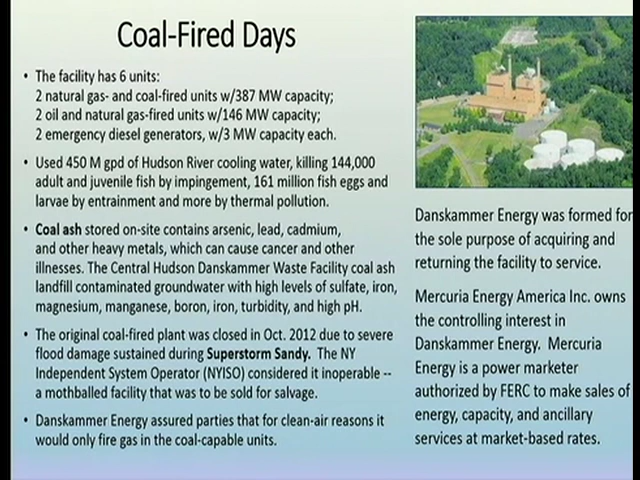 Coal-Fired Days
• The facility has 6 units:
2 natural gas- and coal-fired units w/387 MW capacity;
2 oil and natural gas-fired units w/146 MW capacity;
2 emergency diesel generators, w/3 MW capacity each.
• Used 450 M gpd of Hudson River cooling water, killing 144,000
adult and juvenile fish by impingement, 161 million fish eggs and
larvae by entrainment and more by thermal pollution.
• Coal ash stored on-site contains arsenic, lead, cadmium,
and other heavy metals, which can cause cancer and other
illnesses. The Central Hudson Danskammer Waste Facility coal ash
landfill contaminated groundwater with high levels of sulfate, iron,
magnesium, manganese, boron, iron, turbidity, and high pH.
• The original coal-fired plant was closed in Oct. 2012 due to severe
flood damage sustained during Superstorm Sandy. The NY
Independent System Operator (NYISO) considered it inoperable --
a mothballed facility that was to be sold for salvage.
• Danskammer Energy assured parties that for clean-air reasons it
would only fire gas in the coal-capable units.
Danskammer Energy was formed for
the sole purpose of acquiring and
returning the facility to service.
Mercuria Energy America Inc. owns
the controlling interest in
Danskammer Energy. Mercuria
Energy is a power marketer
authorized by FERC to make sales of
energy, capacity, and ancillary
services at market-based rates.